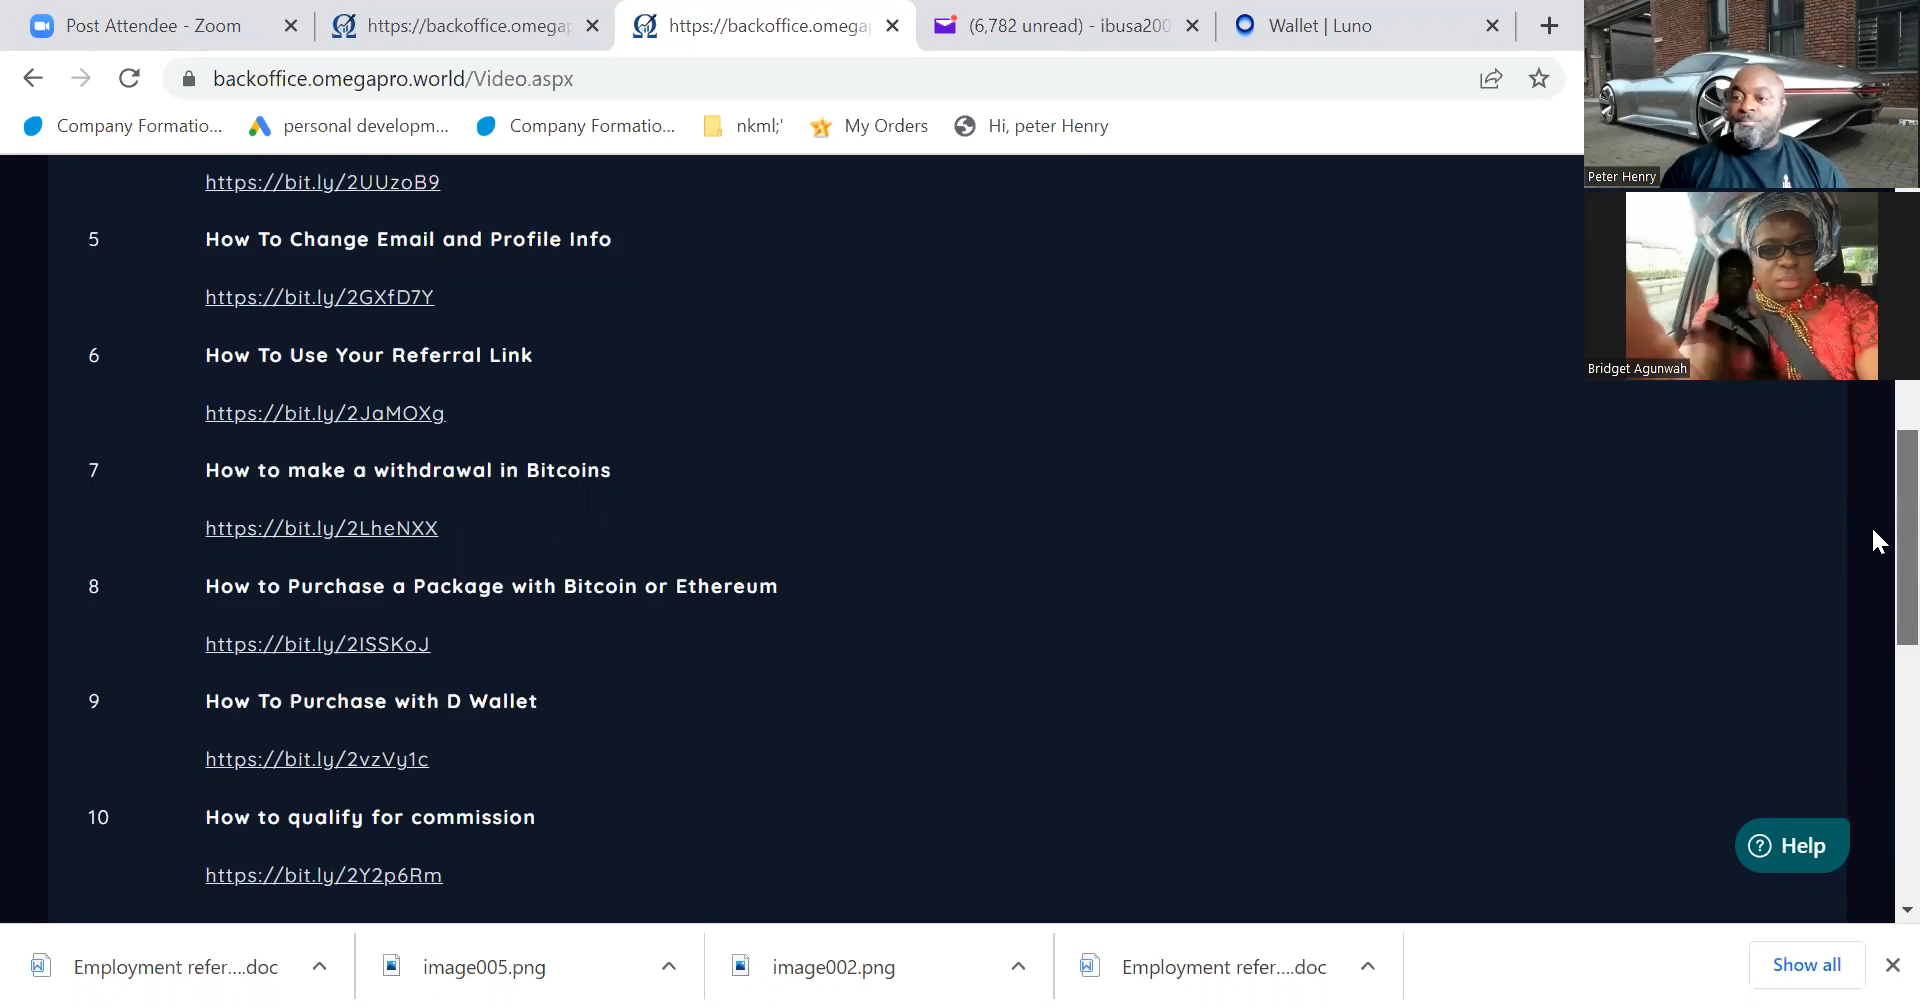 Post Attendee - Zoom
https://backoffice.omegap
https://backoffice.omega
(6,782 unread) - ibusa200
Wallet | Luno
backoffice.omegapro.world/Video.aspx
Company Formatio...
personal developm...
Company Formatio...
nkml;'
My Orders
Hi, peter Henry
Peter Henry
Bridget Agunwah
https://bit.ly/2UUzoB9
5 How To Change Email and Profile Info
https://bit.ly/2GXfD7Y
6 How To Use Your Referral Link
https://bit.ly/2JaMOXg
7 How to make a withdrawal in Bitcoins
https://bit.ly/2LheNXX
8 How to Purchase a Package with Bitcoin or Ethereum
https://bit.ly/2ISSKoJ
9 How To Purchase with D Wallet
https://bit.ly/2vzVy1c
10 How to qualify for commission
https://bit.ly/2Y2p6Rm
Help
Employment refer....doc
image005.png
image002.png
Employment refer....doc
Show all